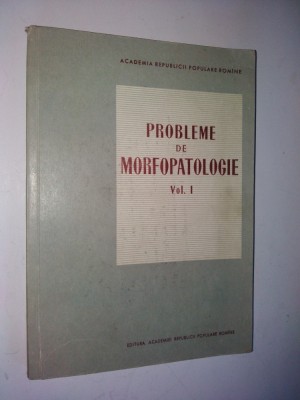 ACADEMIA REPUBLICII POPULARE ROMÎNE
PROBLEME
DE
MORFOPATOLOGIE
Vol. I
EDITURA ACADEMIEI REPUBLICII POPULARE ROMÎNE